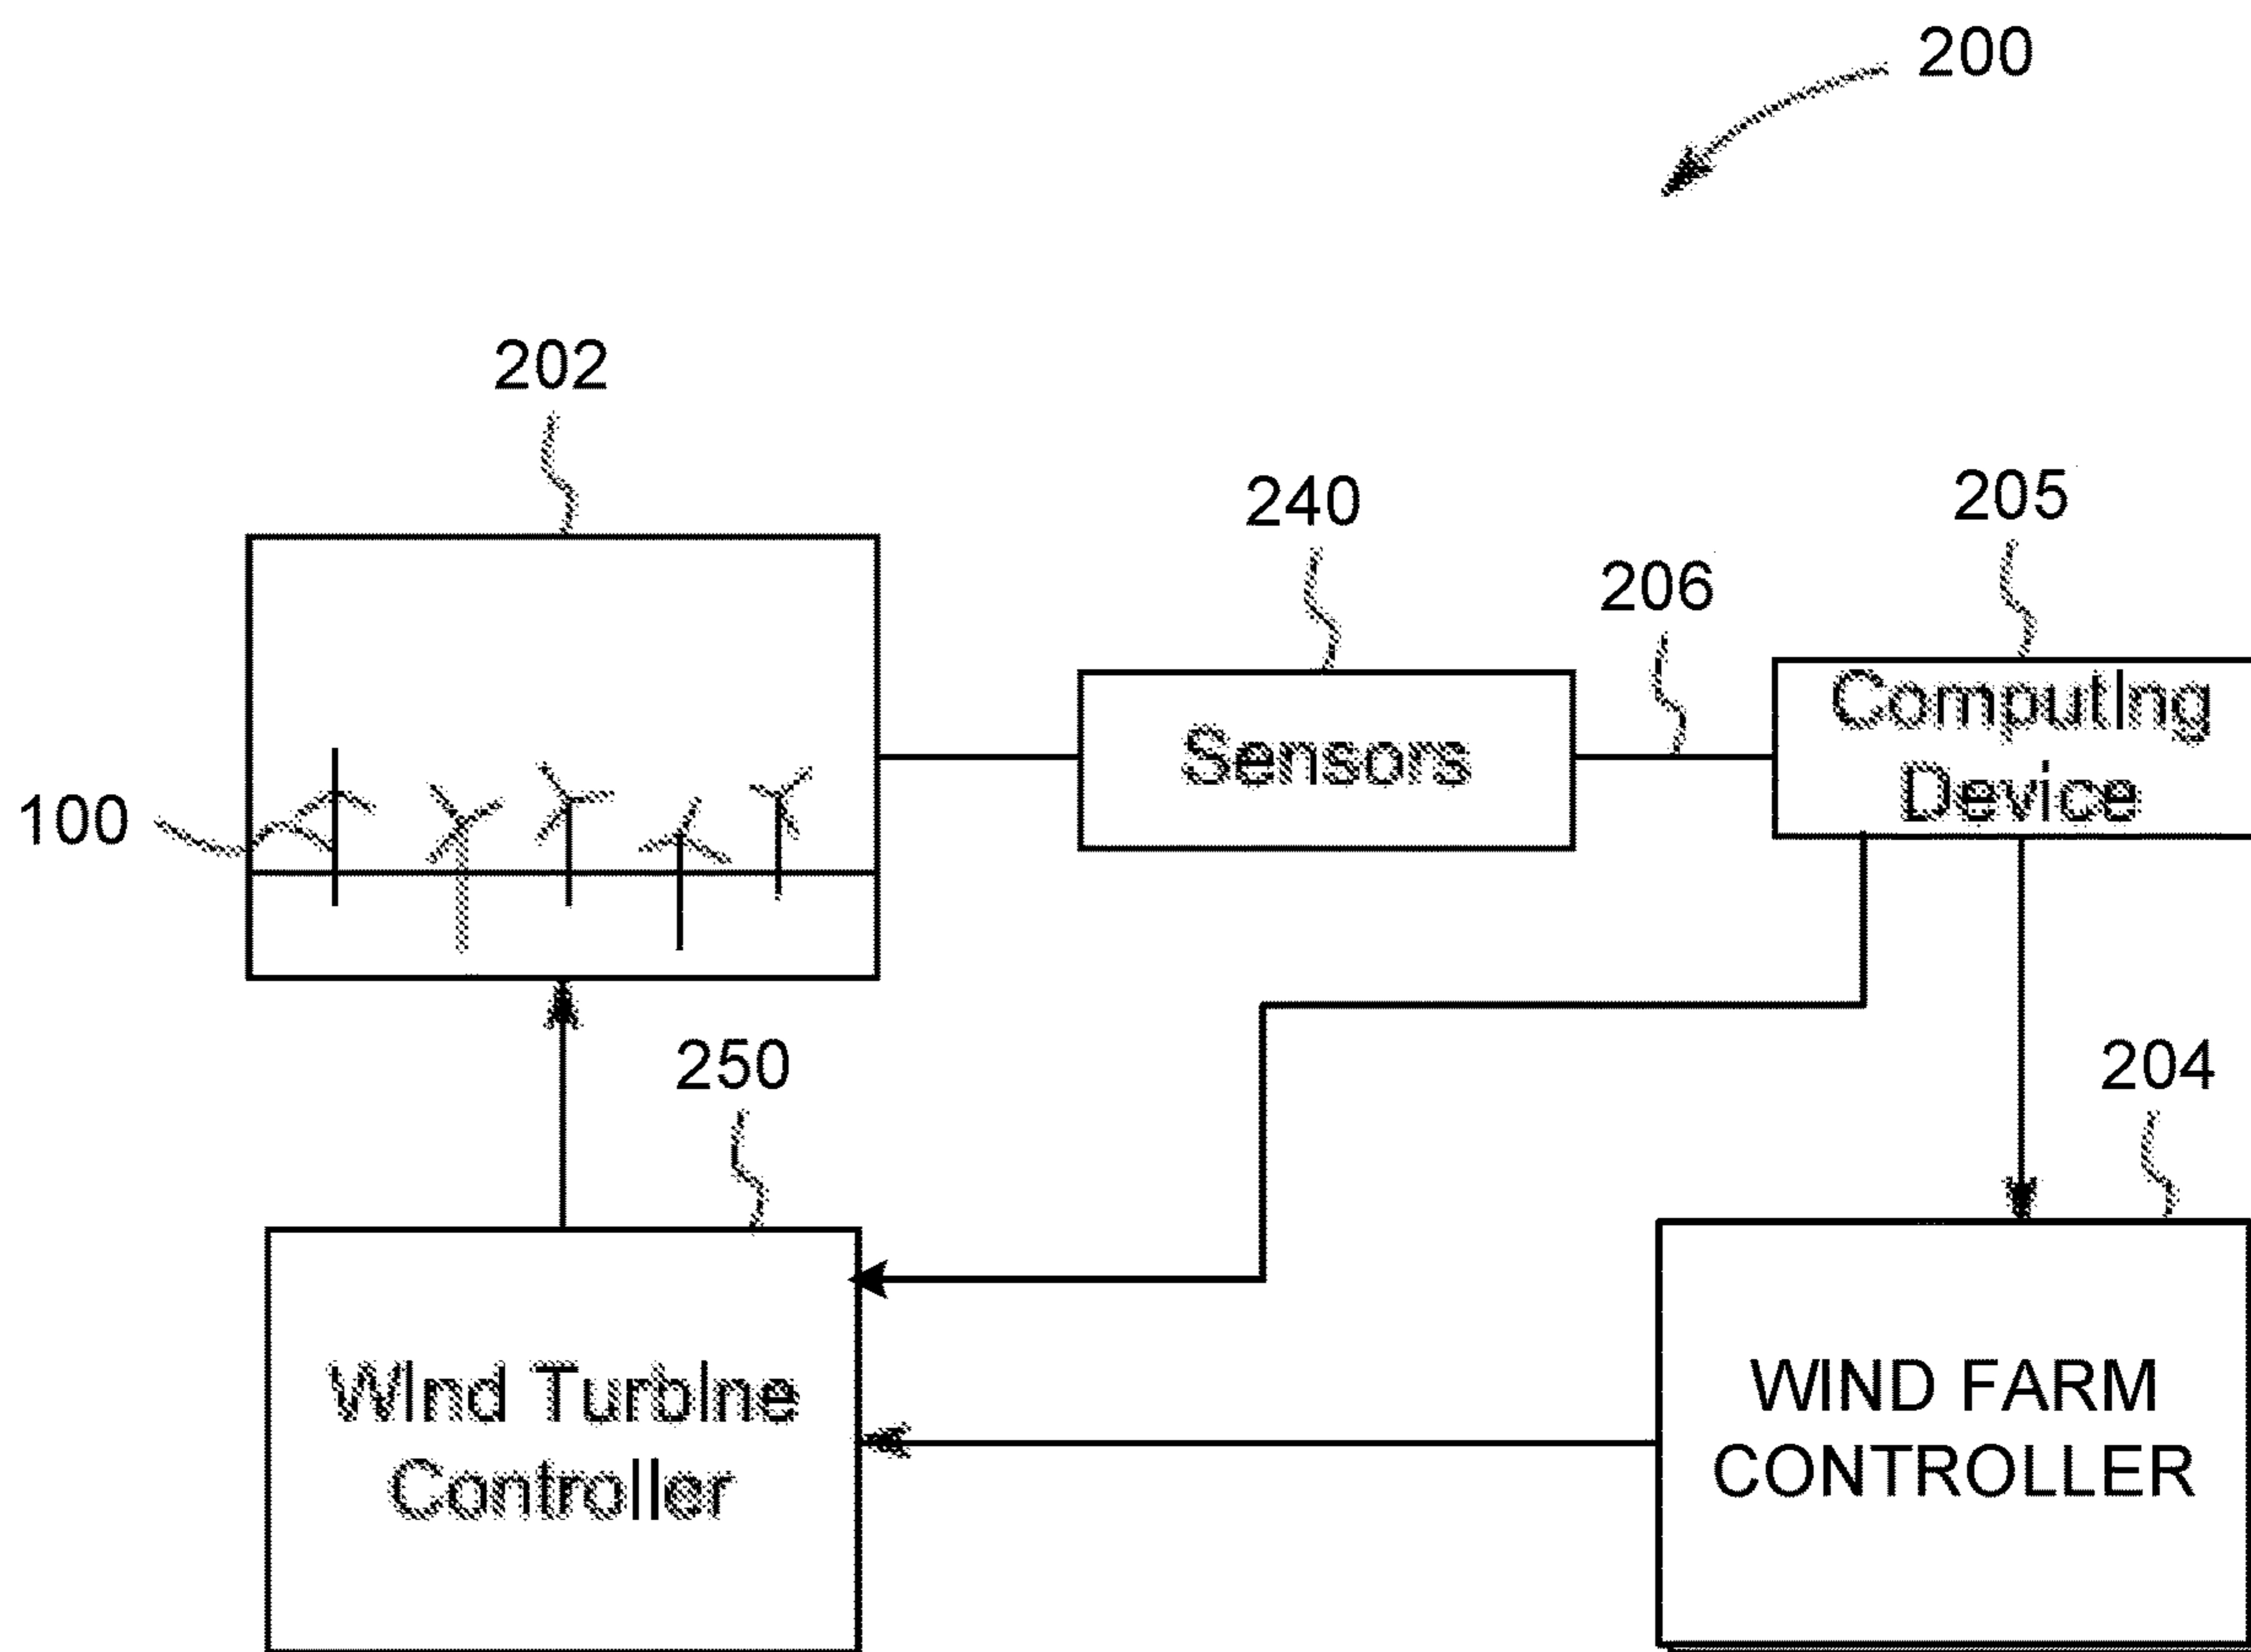 200
202
240
205
206
Computing
Device
Sensors
100
250
204
Wind Turbine
Controller
WIND FARM
CONTROLLER